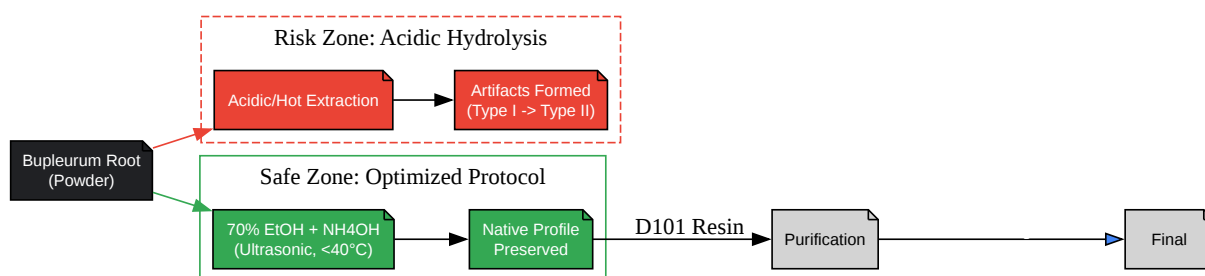 Risk Zone: Acidic Hydrolysis
Acidic/Hot Extraction
Artifacts Formed
(Type I -> Type II)
Bupleurum Root
(Powder)
Safe Zone: Optimized Protocol
70% EtOH + NH4OH
(Ultrasonic, <40°C)
Native Profile
Preserved
D101 Resin
Purification
Final